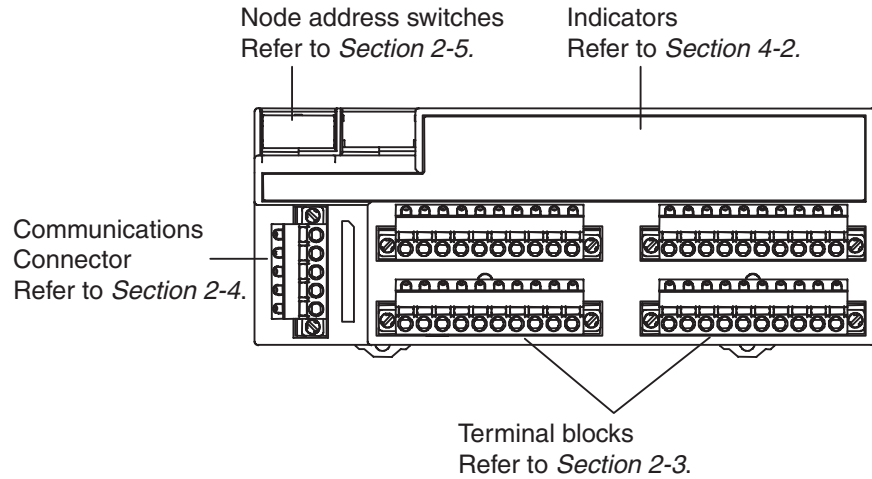 Node address switches
Refer to Section 2-5.
Indicators
Refer to Section 4-2.
Communications
Connector
Refer to Section 2-4.
Terminal blocks
Refer to Section 2-3.